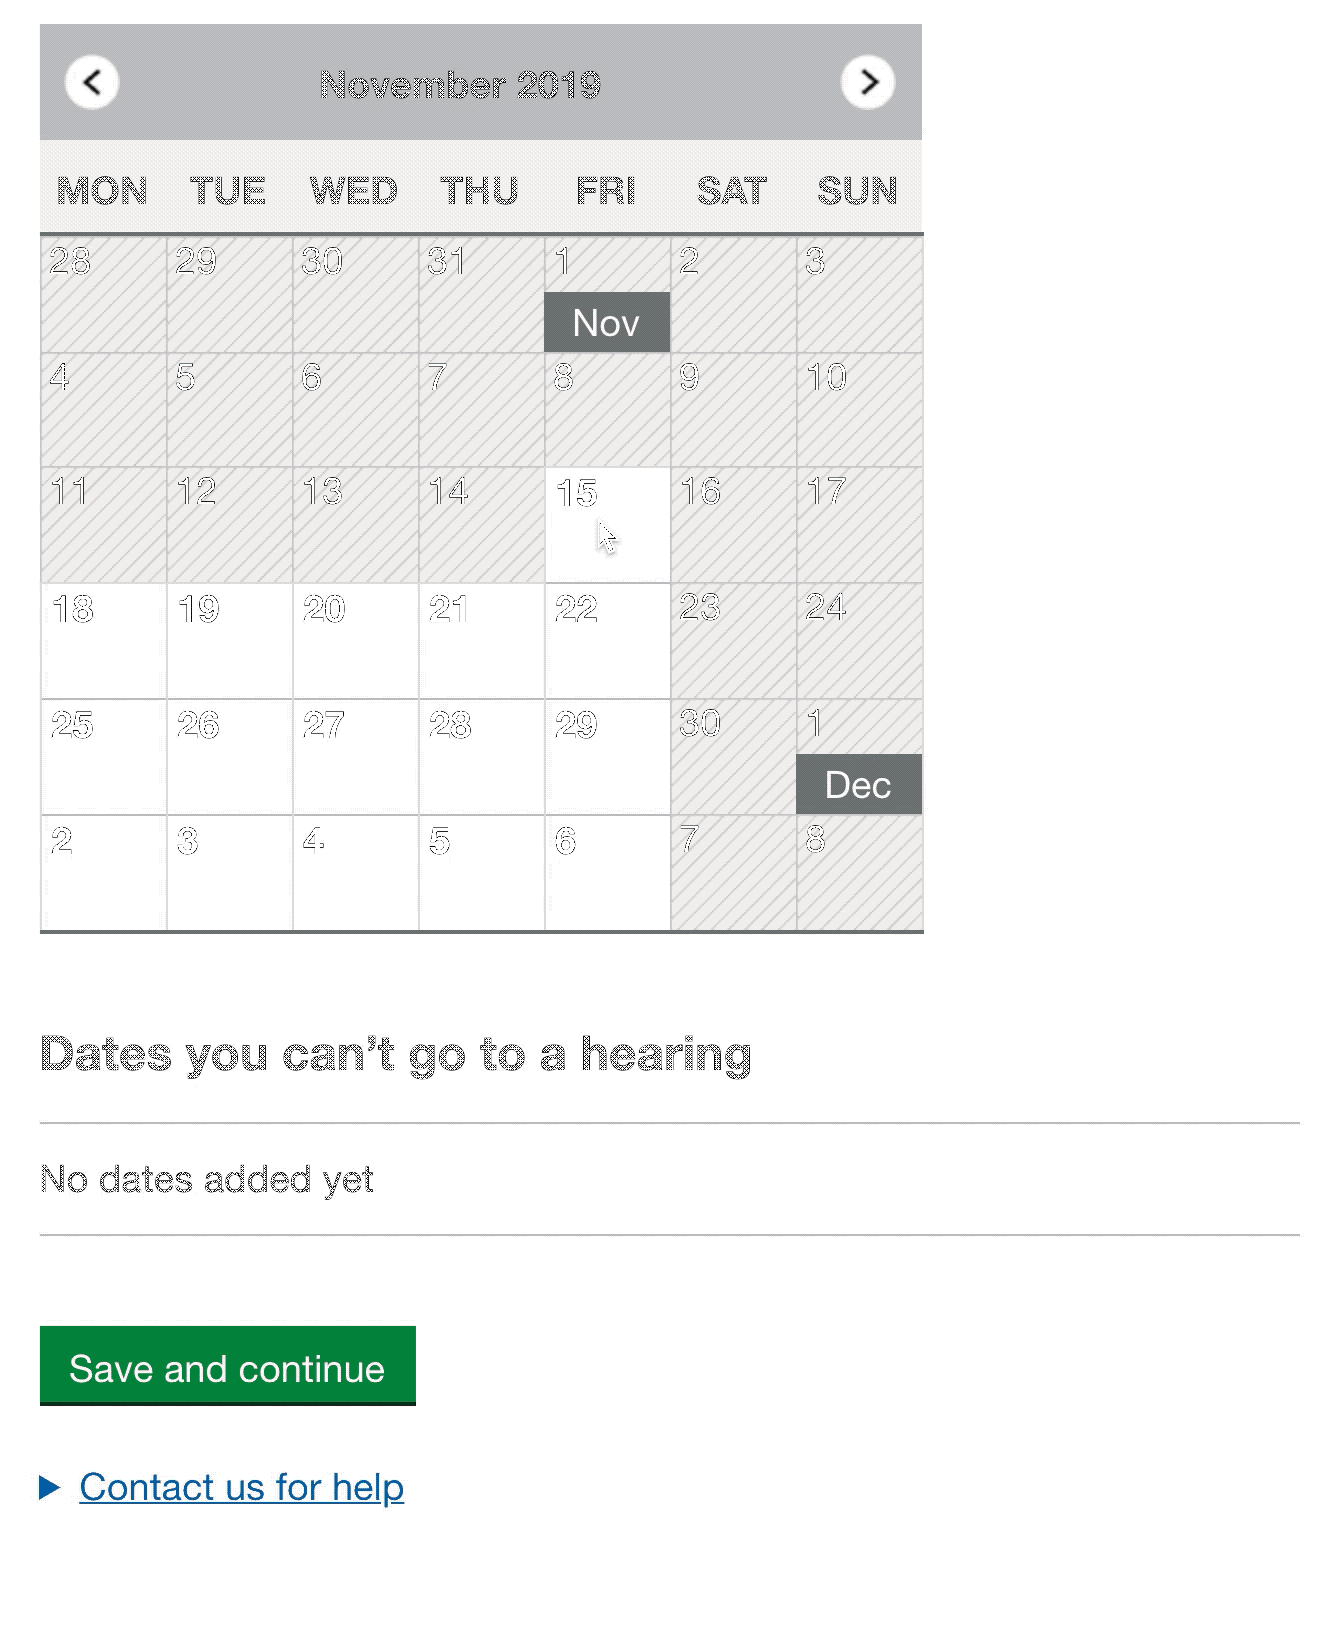 November 2019
MON TUE WED THU FRI SAT SUN
28 29 30 31 1 2 3
Nov
4 5 6 7 8 9 10
11 12 13 14 15 16 17
18 19 20 21 22 23 24
25 26 27 28 29 30 1
Dec
2 3 4 5 6 7 8
Dates you can’t go to a hearing
No dates added yet
Save and continue
Contact us for help